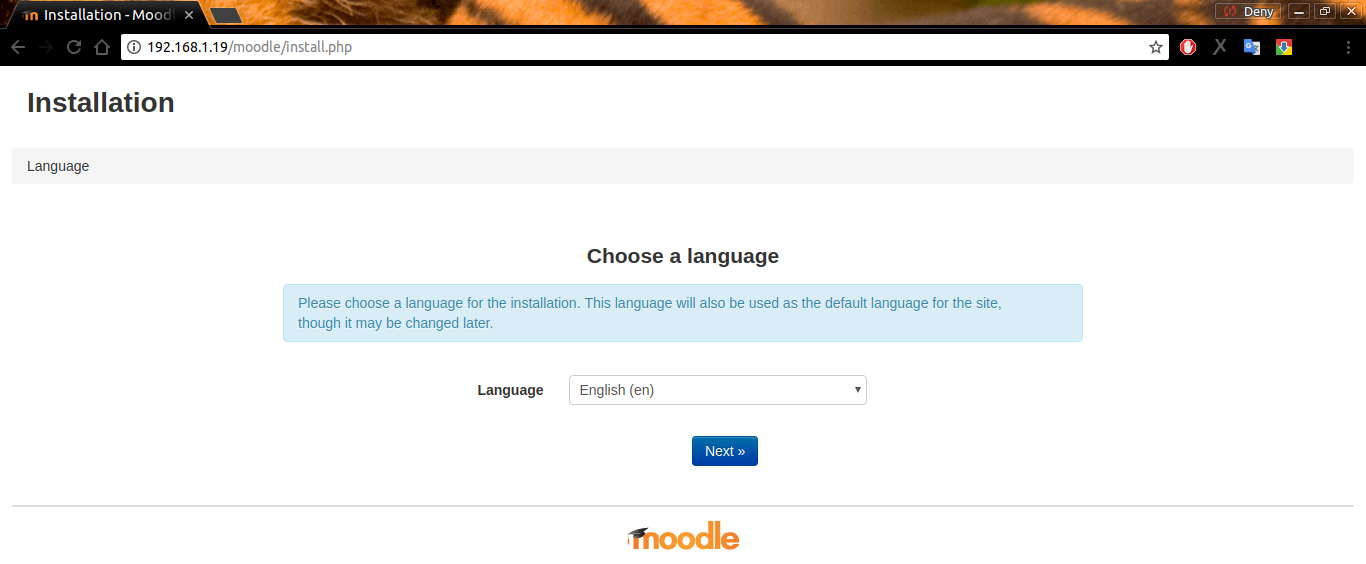 Installation - Mood
Deny
192.168.1.19/moodle/install.php
Installation
Language
Choose a language
Please choose a language for the installation. This language will also be used as the default language for the site,
though it may be changed later.
Language English (en)
Next »
moodle